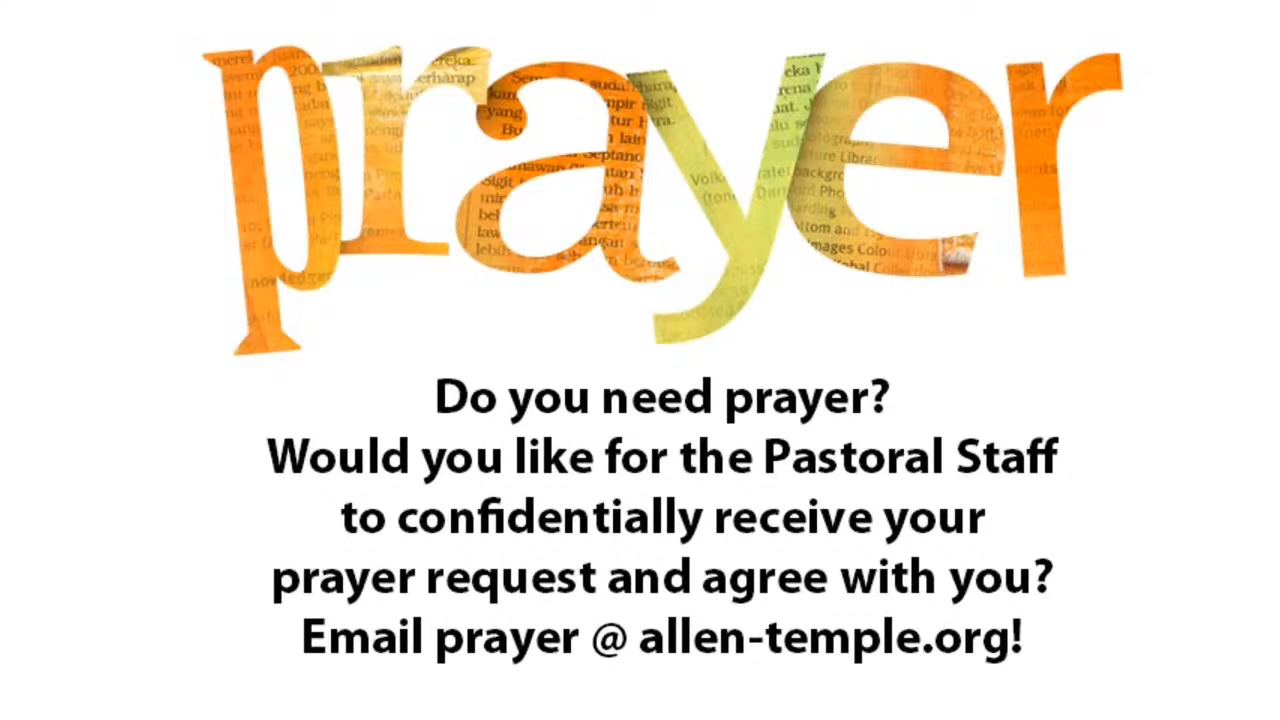 prayer
Do you need prayer?
Would you like for the Pastoral Staff
to confidentially receive your
prayer request and agree with you?
Email prayer @ allen-temple.org!